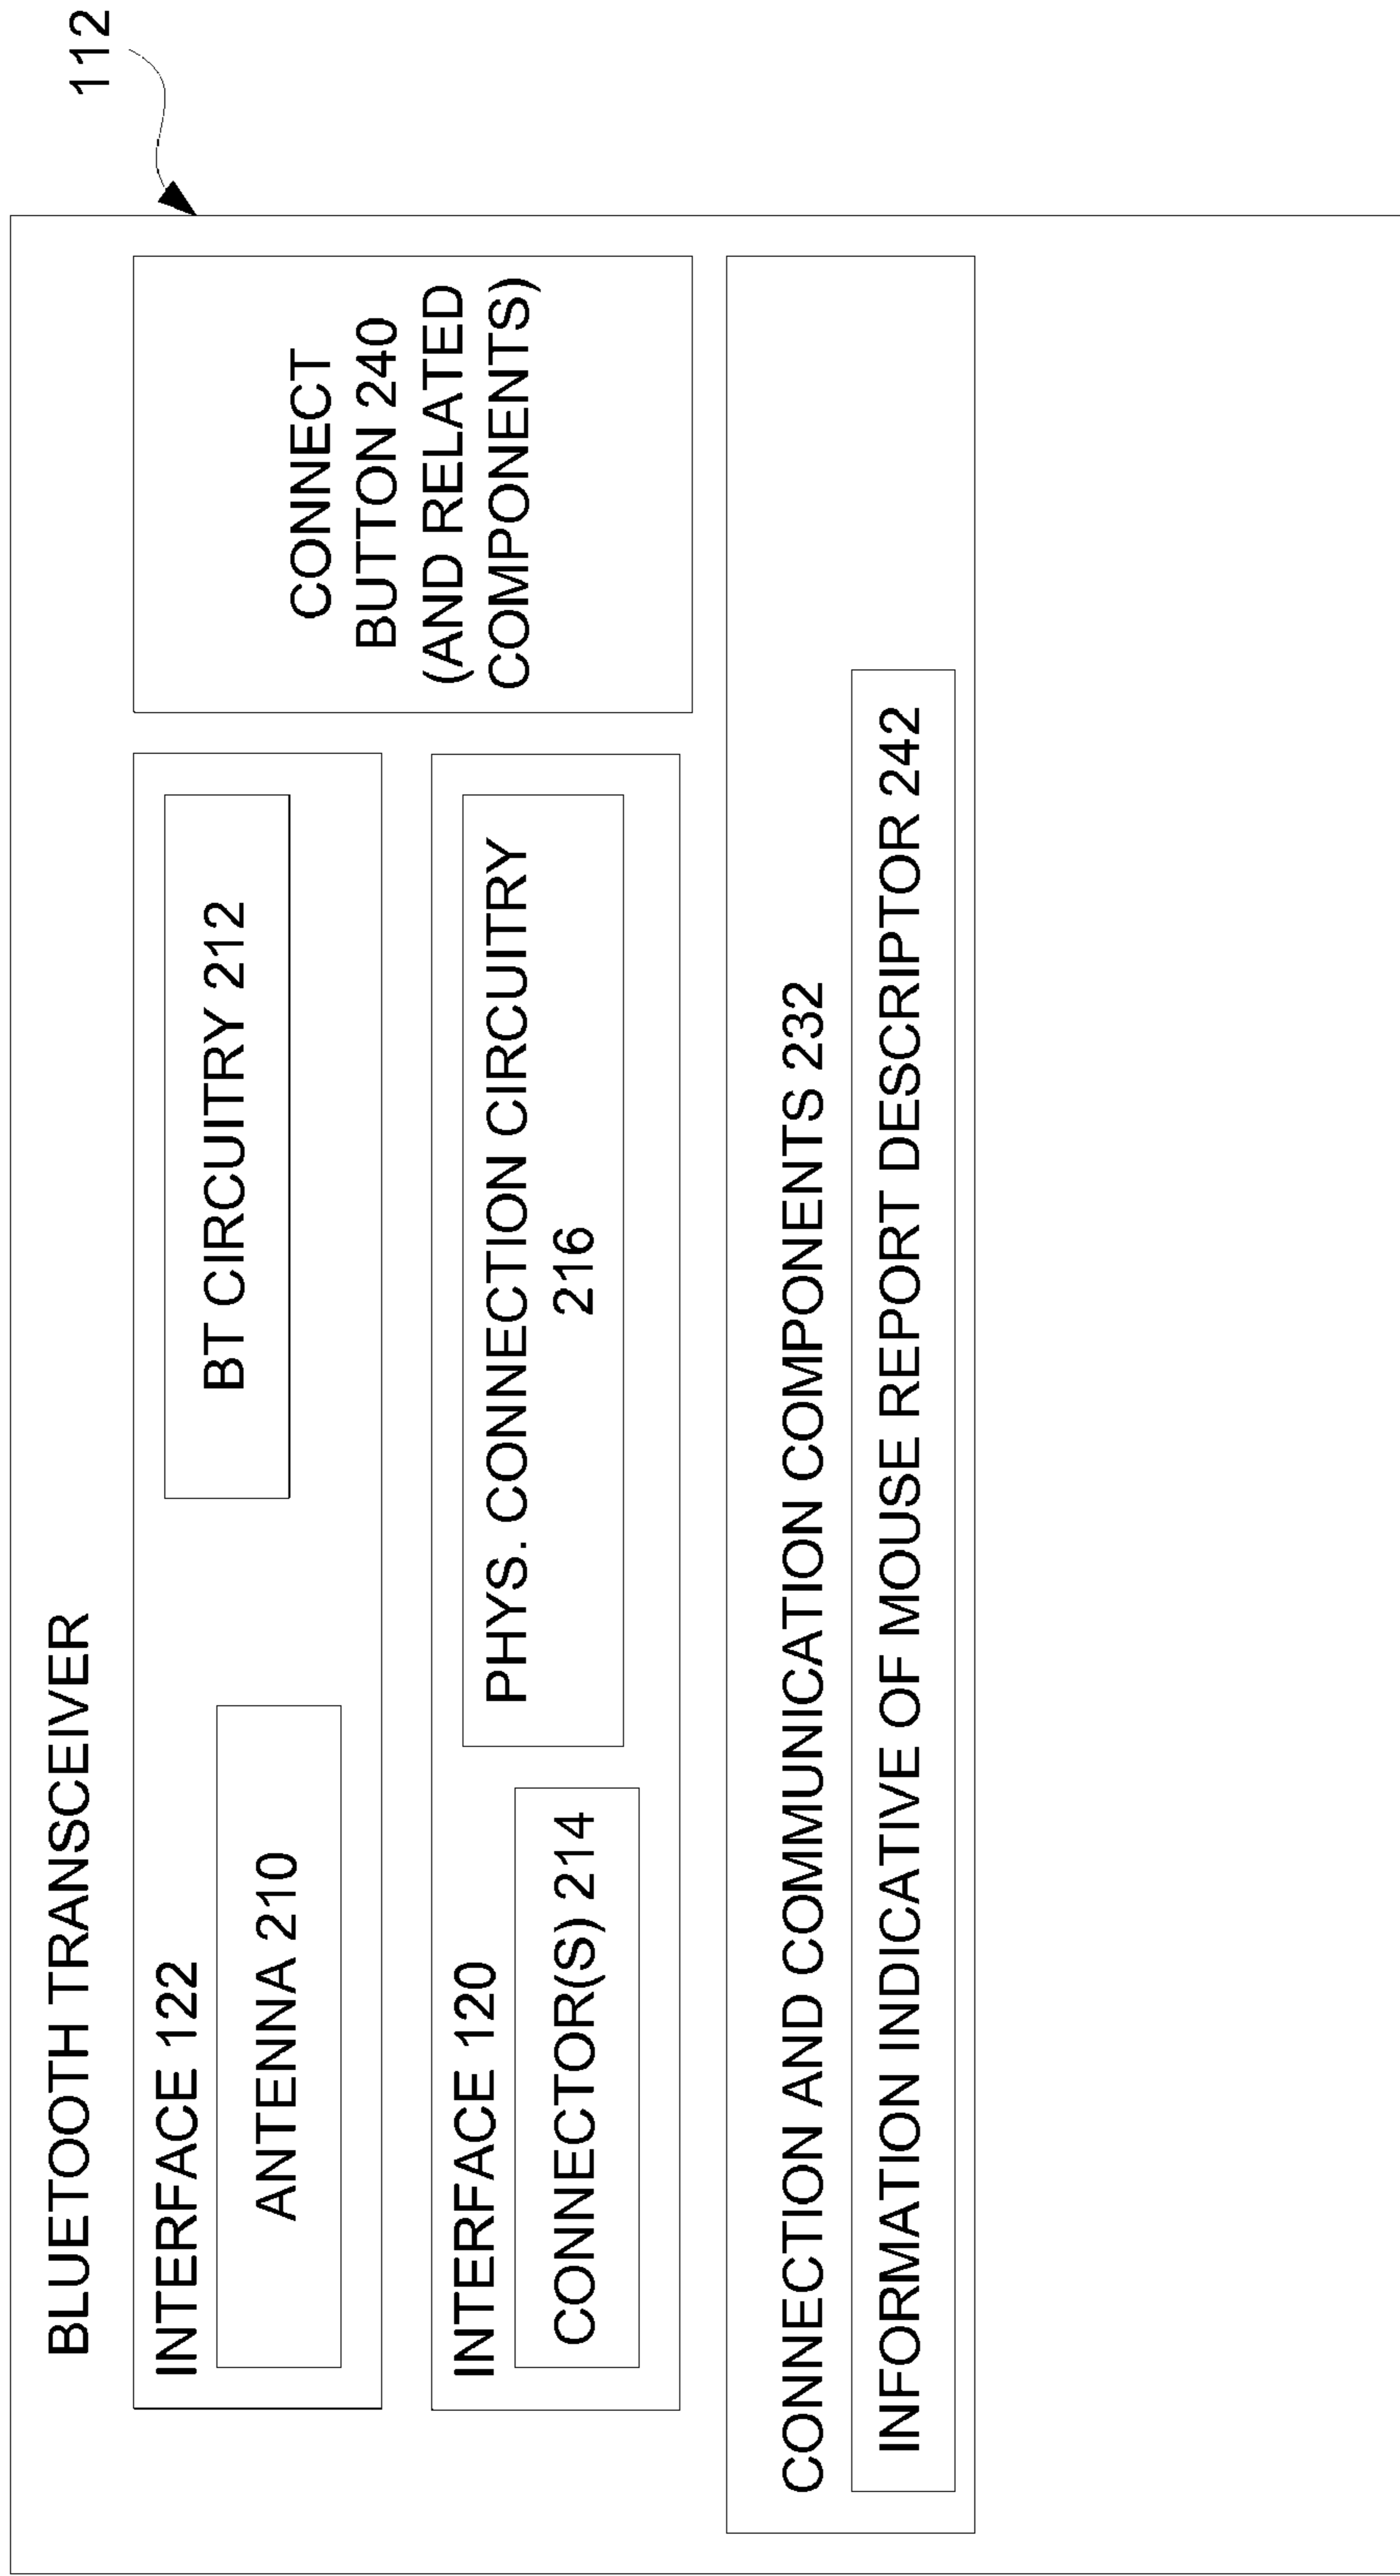 112
BLUETOOTH TRANSCEIVER
INTERFACE 122
ANTENNA 210
BT CIRCUITRY 212
CONNECT
BUTTON 240
(AND RELATED
COMPONENTS)
INTERFACE 120
CONNECTOR(S) 214
PHYS. CONNECTION CIRCUITRY
216
CONNECTION AND COMMUNICATION COMPONENTS 232
INFORMATION INDICATIVE OF MOUSE REPORT DESCRIPTOR 242